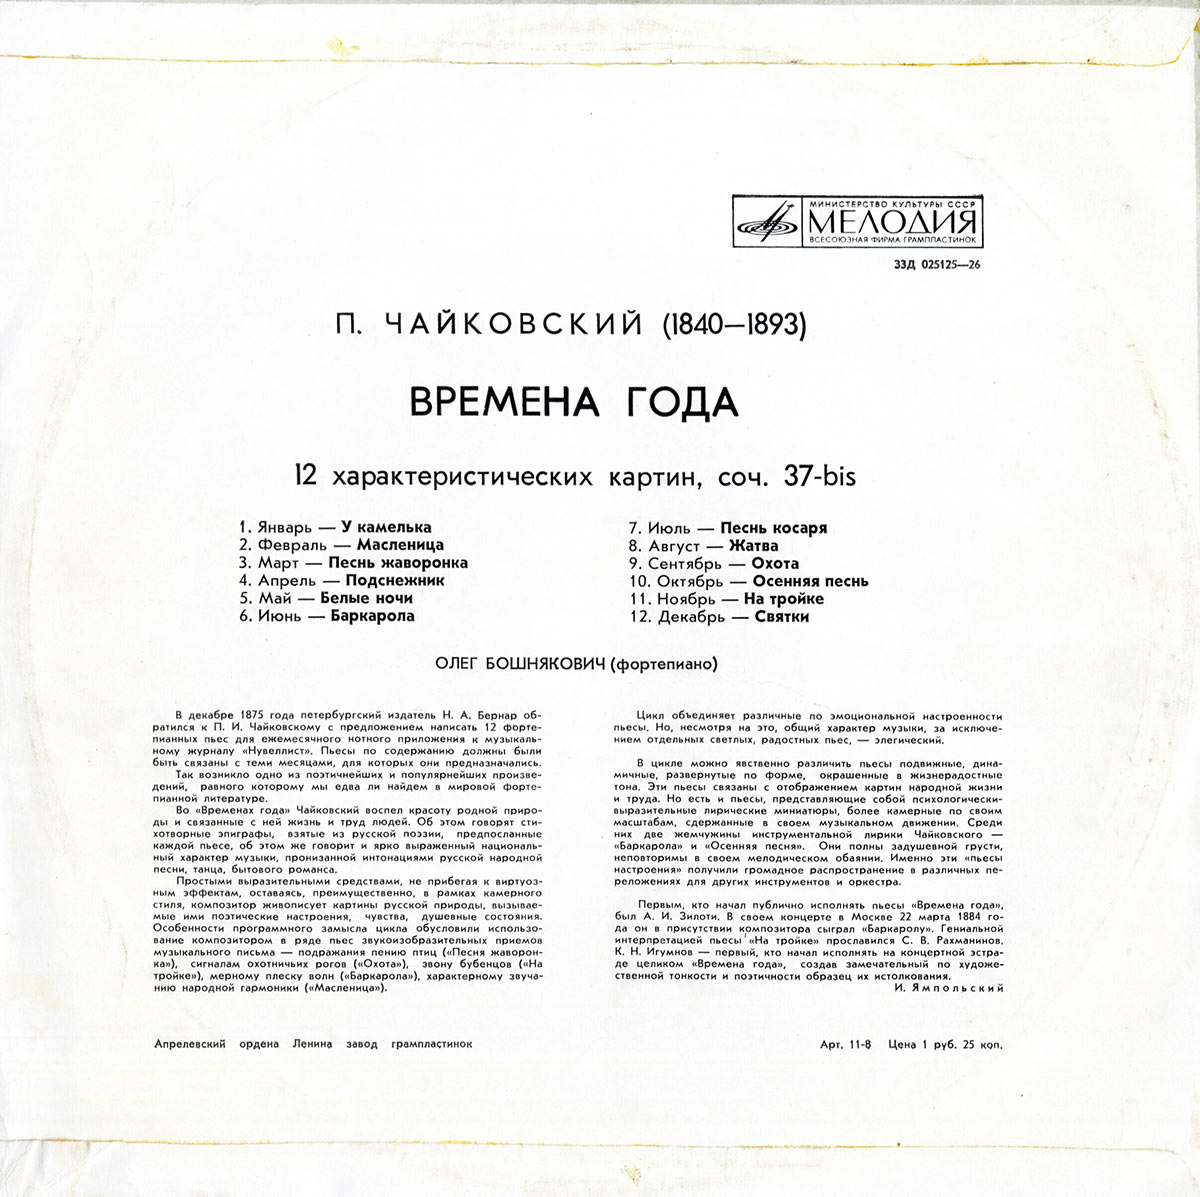 МИНИСТЕРСТВО КУЛЬТУРЫ СССР
МЕЛОДИЯ
ВСЕСОЮЗНАЯ ФИРМА ГРАМПЛАСТИНОК
33Д 025125—26
П. ЧАЙКОВСКИЙ (1840—1893)
ВРЕМЕНА ГОДА
12 характеристических картин, соч. 37-bis
1. Январь — У камелька
2. Февраль — Масленица
3. Март — Песнь жаворонка
4. Апрель — Подснежник
5. Май — Белые ночи
6. Июнь — Баркарола
7. Июль — Песнь косаря
8. Август — Жатва
9. Сентябрь — Охота
10. Октябрь — Осенняя песнь
11. Ноябрь — На тройке
12. Декабрь — Святки
ОЛЕГ БОШНЯКОВИЧ (фортепиано)
В декабре 1875 года петербургский издатель Н. А. Бернар об-
ратился к П. И. Чайковскому с предложением написать 12 форте-
пианных пьес для ежемесячного нотного приложения к музыкаль-
ному журналу «Нувеллист». Пьесы по содержанию должны были
быть связаны с теми месяцами, для которых они предназначались.
Так возникло одно из поэтичнейших и популярнейших произве-
дений, равного которому мы едва ли найдем в мировой форте-
пианной литературе.
Во «Временах года» Чайковский воспел красоту родной приро-
ды и связанные с ней жизнь и труд людей. Об этом говорят сти-
хотворные эпиграфы, взятые из русской поэзии, предпосланные
каждой пьесе, об этом же говорит и ярко выраженный националь-
ный характер музыки, пронизанной интонациями русской народной
песни, танца, бытового романса.
Простыми выразительными средствами, не прибегая к виртуоз-
ным эффектам, оставаясь, преимущественно, в рамках камерного
стиля, композитор живописует картины русской природы, вызывае-
мые ими поэтические настроения, чувства, душевные состояния.
Особенности программного замысла цикла обусловили использо-
вание композитором в ряде пьес звукоизобразительных приемов
музыкального письма — подражания пению птиц («Песня жаворон-
ка»), сигналам охотничьих рогов («Охота»), звону бубенцов («На
тройке»), мерному плеску волн («Баркарола»), характерному звуча-
нию народной гармоники («Масленица»).
Цикл объединяет различные по эмоциональной настроенности
пьесы. Но, несмотря на это, общий характер музыки, за исключе-
нием отдельных светлых, радостных пьес, — элегический.
В цикле можно явственно различить пьесы подвижные, дина-
мичные, развернутые по форме, окрашенные в жизнерадостные
тона. Эти пьесы связаны с отображением картин народной жизни
и труда. Но есть и пьесы, представляющие собой психологически-
выразительные лирические миниатюры, более камерные по своим
масштабам, сдержанные в своем музыкальном движении. Среди
них две жемчужины инструментальной лирики Чайковского —
«Баркарола» и «Осенняя песня». Они полны задушевной грусти,
неповторимы в своем мелодическом обаянии. Именно эти «пьесы
настроения» получили громадное распространение в различных пе-
реложениях для других инструментов и оркестра.
Первым, кто начал публично исполнять пьесы «Времена года»,
был А. И. Зилоти. В своем концерте в Москве 22 марта 1884 го-
да он в присутствии композитора сыграл «Баркаролу». Гениальной
интерпретацией пьесы «На тройке» прославился С. В. Рахманинов.
К. Н. Игумнов — первый, кто начал исполнять на концертной эстра-
де целиком «Времена года», создав замечательный по художе-
ственной тонкости и поэтичности образец их истолкования.
И. Ямпольский
Апрелевский ордена Ленина завод грампластинок
Арт. 11-8 Цена 1 руб. 25 коп.